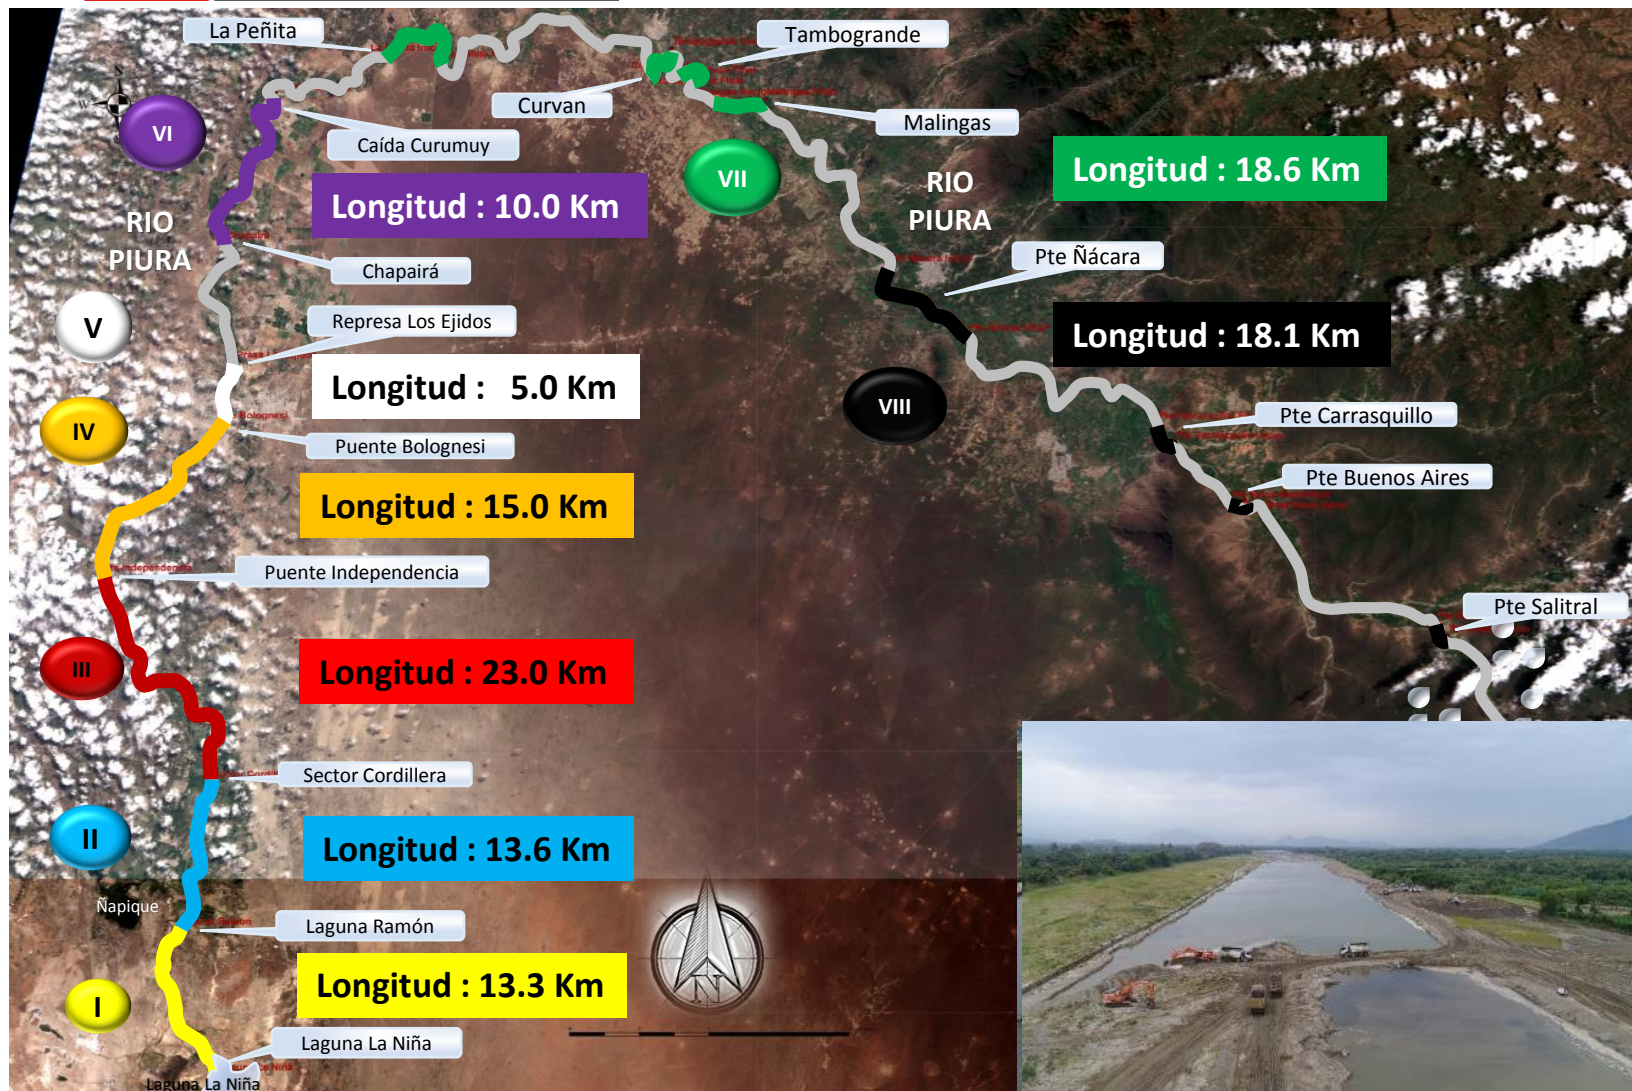 La Peñita
Tambogrande
Curvan
Malingas
N
W
VI
Caída Curumuy
VII
Longitud : 18.6 Km
Longitud : 10.0 Km
RIO
PIURA
RIO
PIURA
Chapairá
Pte Ñácara
V
Represa Los Ejidos
Longitud : 18.1 Km
Longitud : 5.0 Km
VIII
IV
Bolognesi
Puente Bolognesi
Pte Carrasquillo
Pte Buenos Aires
Longitud : 15.0 Km
Independencia
Puente Independencia
Pte Salitral
III
Longitud : 23.0 Km
Sector Cordillera
II
Longitud : 13.6 Km
Ñapique
Laguna Ramón
I
Longitud : 13.3 Km
N
Laguna La Niña
Laguna La Niña